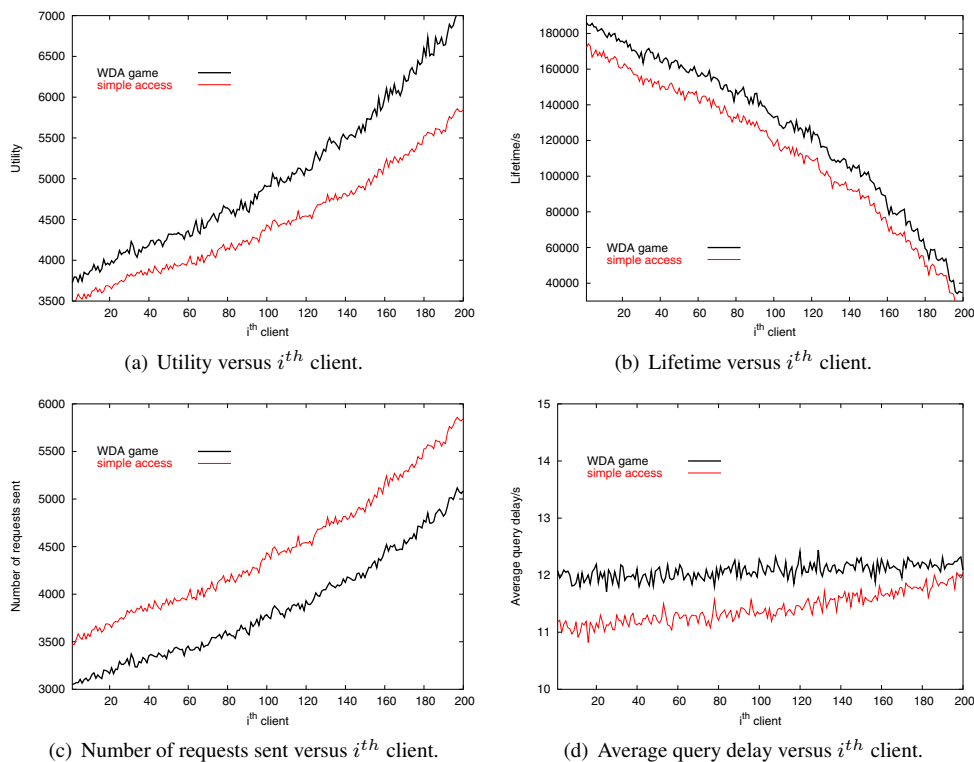 7000
6500
6000
5500
5000
4500
4000
3500
Utility
WDA game
simple access
20 40 60 80 100 120 140 160 180 200
i^th client
(a) Utility versus i^th client.
180000
160000
140000
120000
100000
80000
60000
40000
Lifetime/s
WDA game
simple access
20 40 60 80 100 120 140 160 180 200
i^th client
(b) Lifetime versus i^th client.
6000
5500
5000
4500
4000
3500
3000
Number of requests sent
WDA game
simple access
20 40 60 80 100 120 140 160 180 200
i^th client
(c) Number of requests sent versus i^th client.
15
14
13
12
11
10
Average query delay/s
WDA game
simple access
20 40 60 80 100 120 140 160 180 200
i^th client
(d) Average query delay versus i^th client.